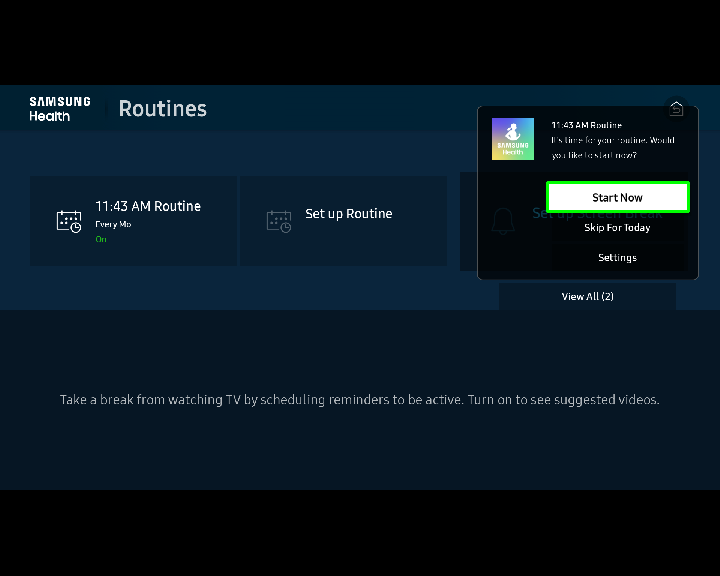 SAMSUNG
Health
Routines
11:43 AM Routine
Every Mo
On
Set up Routine
Set up Screen Break
SAMSUNG
Health
11:43 AM Routine
It's time for your routine. Would
you like to start now?
Start Now
Skip For Today
Settings
View All (2)
Take a break from watching TV by scheduling reminders to be active. Turn on to see suggested videos.